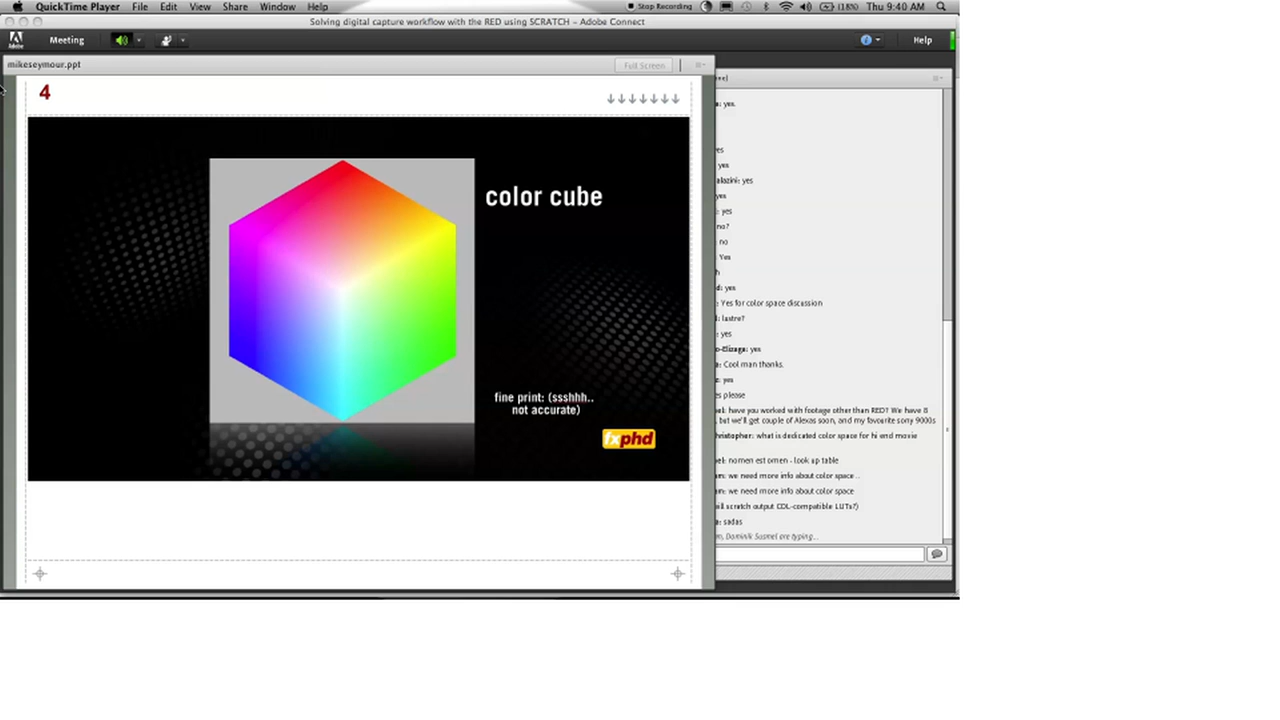 QuickTime Player File Edit View Share Window Help Stop Recording (18%) Thu 9:40 AM
Solving digital capture workflow with the RED using SCRATCH – Adobe Connect
Adobe Meeting Help
mikeseymour.ppt Full Screen
4
color cube
fine print: (ssshhh..
not accurate)
fxphd
yes.
yes
yes
alazini: yes
yes
: yes
no?
: no
Yes
: yes
: Yes for color space discussion
: lustre?
: yes
o-Elizaga: yes
: Cool man thanks.
: yes
s please
el: have you worked with footage other than RED? We have 8
, but we'll get couple of Alexas soon, and my favourite sony 9000s
hristopher: what is dedicated color space for hi end movie
el: nomen est omen - look up table
m: we need more info about color space ..
m: we need more info about color space
ill scratch output CDL-compatible LUTs?)
: sadas
m, Dominik Susmel are typing...